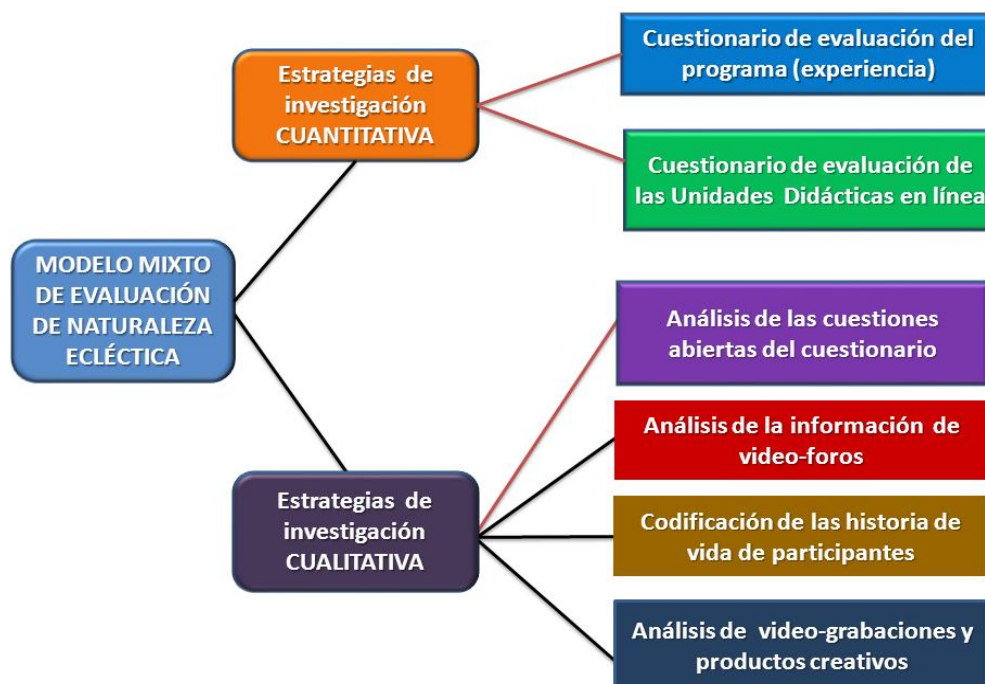 Estrategias de
investigación
CUANTITATIVA
Cuestionario de evaluación del
programa (experiencia)
Cuestionario de evaluación de
las Unidades Didácticas en línea
MODELO MIXTO
DE EVALUACIÓN
DE NATURALEZA
ECLÉCTICA
Estrategias de
investigación
CUALITATIVA
Análisis de las cuestiones
abiertas del cuestionario
Análisis de la información de
video-foros
Codificación de las historia de
vida de participantes
Análisis de video-grabaciones y
productos creativos